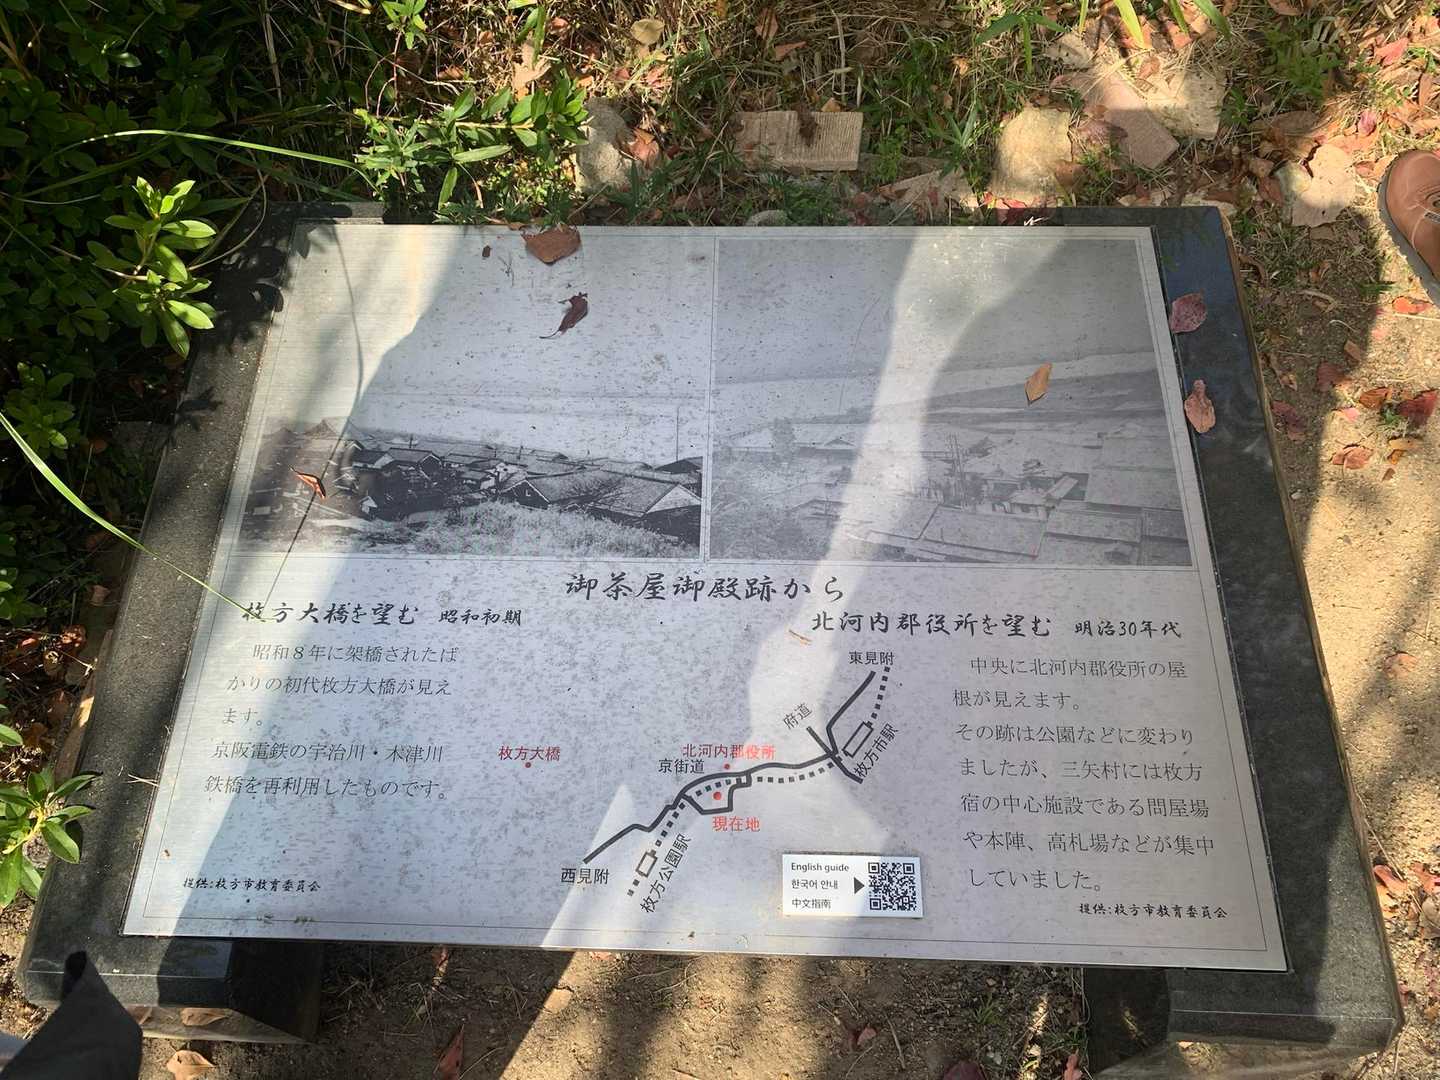 御茶屋御殿跡から
枚方大橋を望む 昭和初期
昭和8年に架橋されたば
かりの初代枚方大橋が見え
ます。
京阪電鉄の宇治川・木津川
鉄橋を再利用したものです。
提供:枚方市教育委員会
東見附
府道
枚方市駅
枚方大橋
北河内郡役所
京街道
現在地
枚方公園駅
西見附
English guide
한국어 안내
中文指南
北河内郡役所を望む 明治30年代
中央に北河内郡役所の屋
根が見えます。
その跡は公園などに変わり
ましたが、三矢村には枚方
宿の中心施設である問屋場
や本陣、高札場などが集中
していました。
提供:枚方市教育委員会